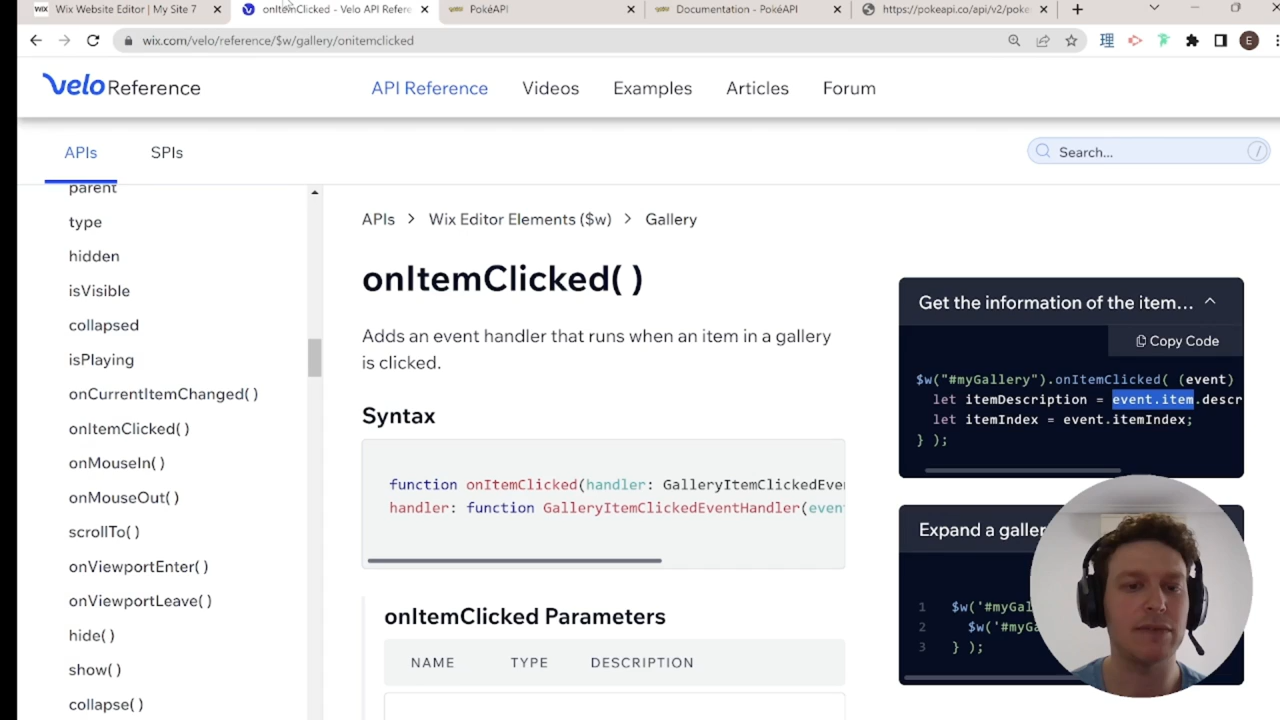 WIX Wix Website Editor | My Site 7
onItemClicked - Velo API Refere
PokéAPI
Documentation - PokéAPI
https://pokeapi.co/api/v2/poke
wix.com/velo/reference/$w/gallery/onitemclicked
理
E
velo Reference
API Reference
Videos
Examples
Articles
Forum
APIs
SPIs
Search...
/
parent
type
hidden
isVisible
collapsed
isPlaying
onCurrentItemChanged( )
onItemClicked( )
onMouseIn( )
onMouseOut( )
scrollTo( )
onViewportEnter( )
onViewportLeave( )
hide( )
show( )
collapse( )
APIs > Wix Editor Elements ($w) > Gallery
onItemClicked( )
Adds an event handler that runs when an item in a gallery
is clicked.
Syntax
function onItemClicked(handler: GalleryItemClickedEve
handler: function GalleryItemClickedEventHandler(even
onItemClicked Parameters
NAME TYPE DESCRIPTION
Get the information of the item...
Copy Code
$w("#myGallery").onItemClicked( (event)
let itemDescription = event.item.descr
let itemIndex = event.itemIndex;
} );
Expand a galler
1 $w('#myGal
2 $w('#myG
3 } );